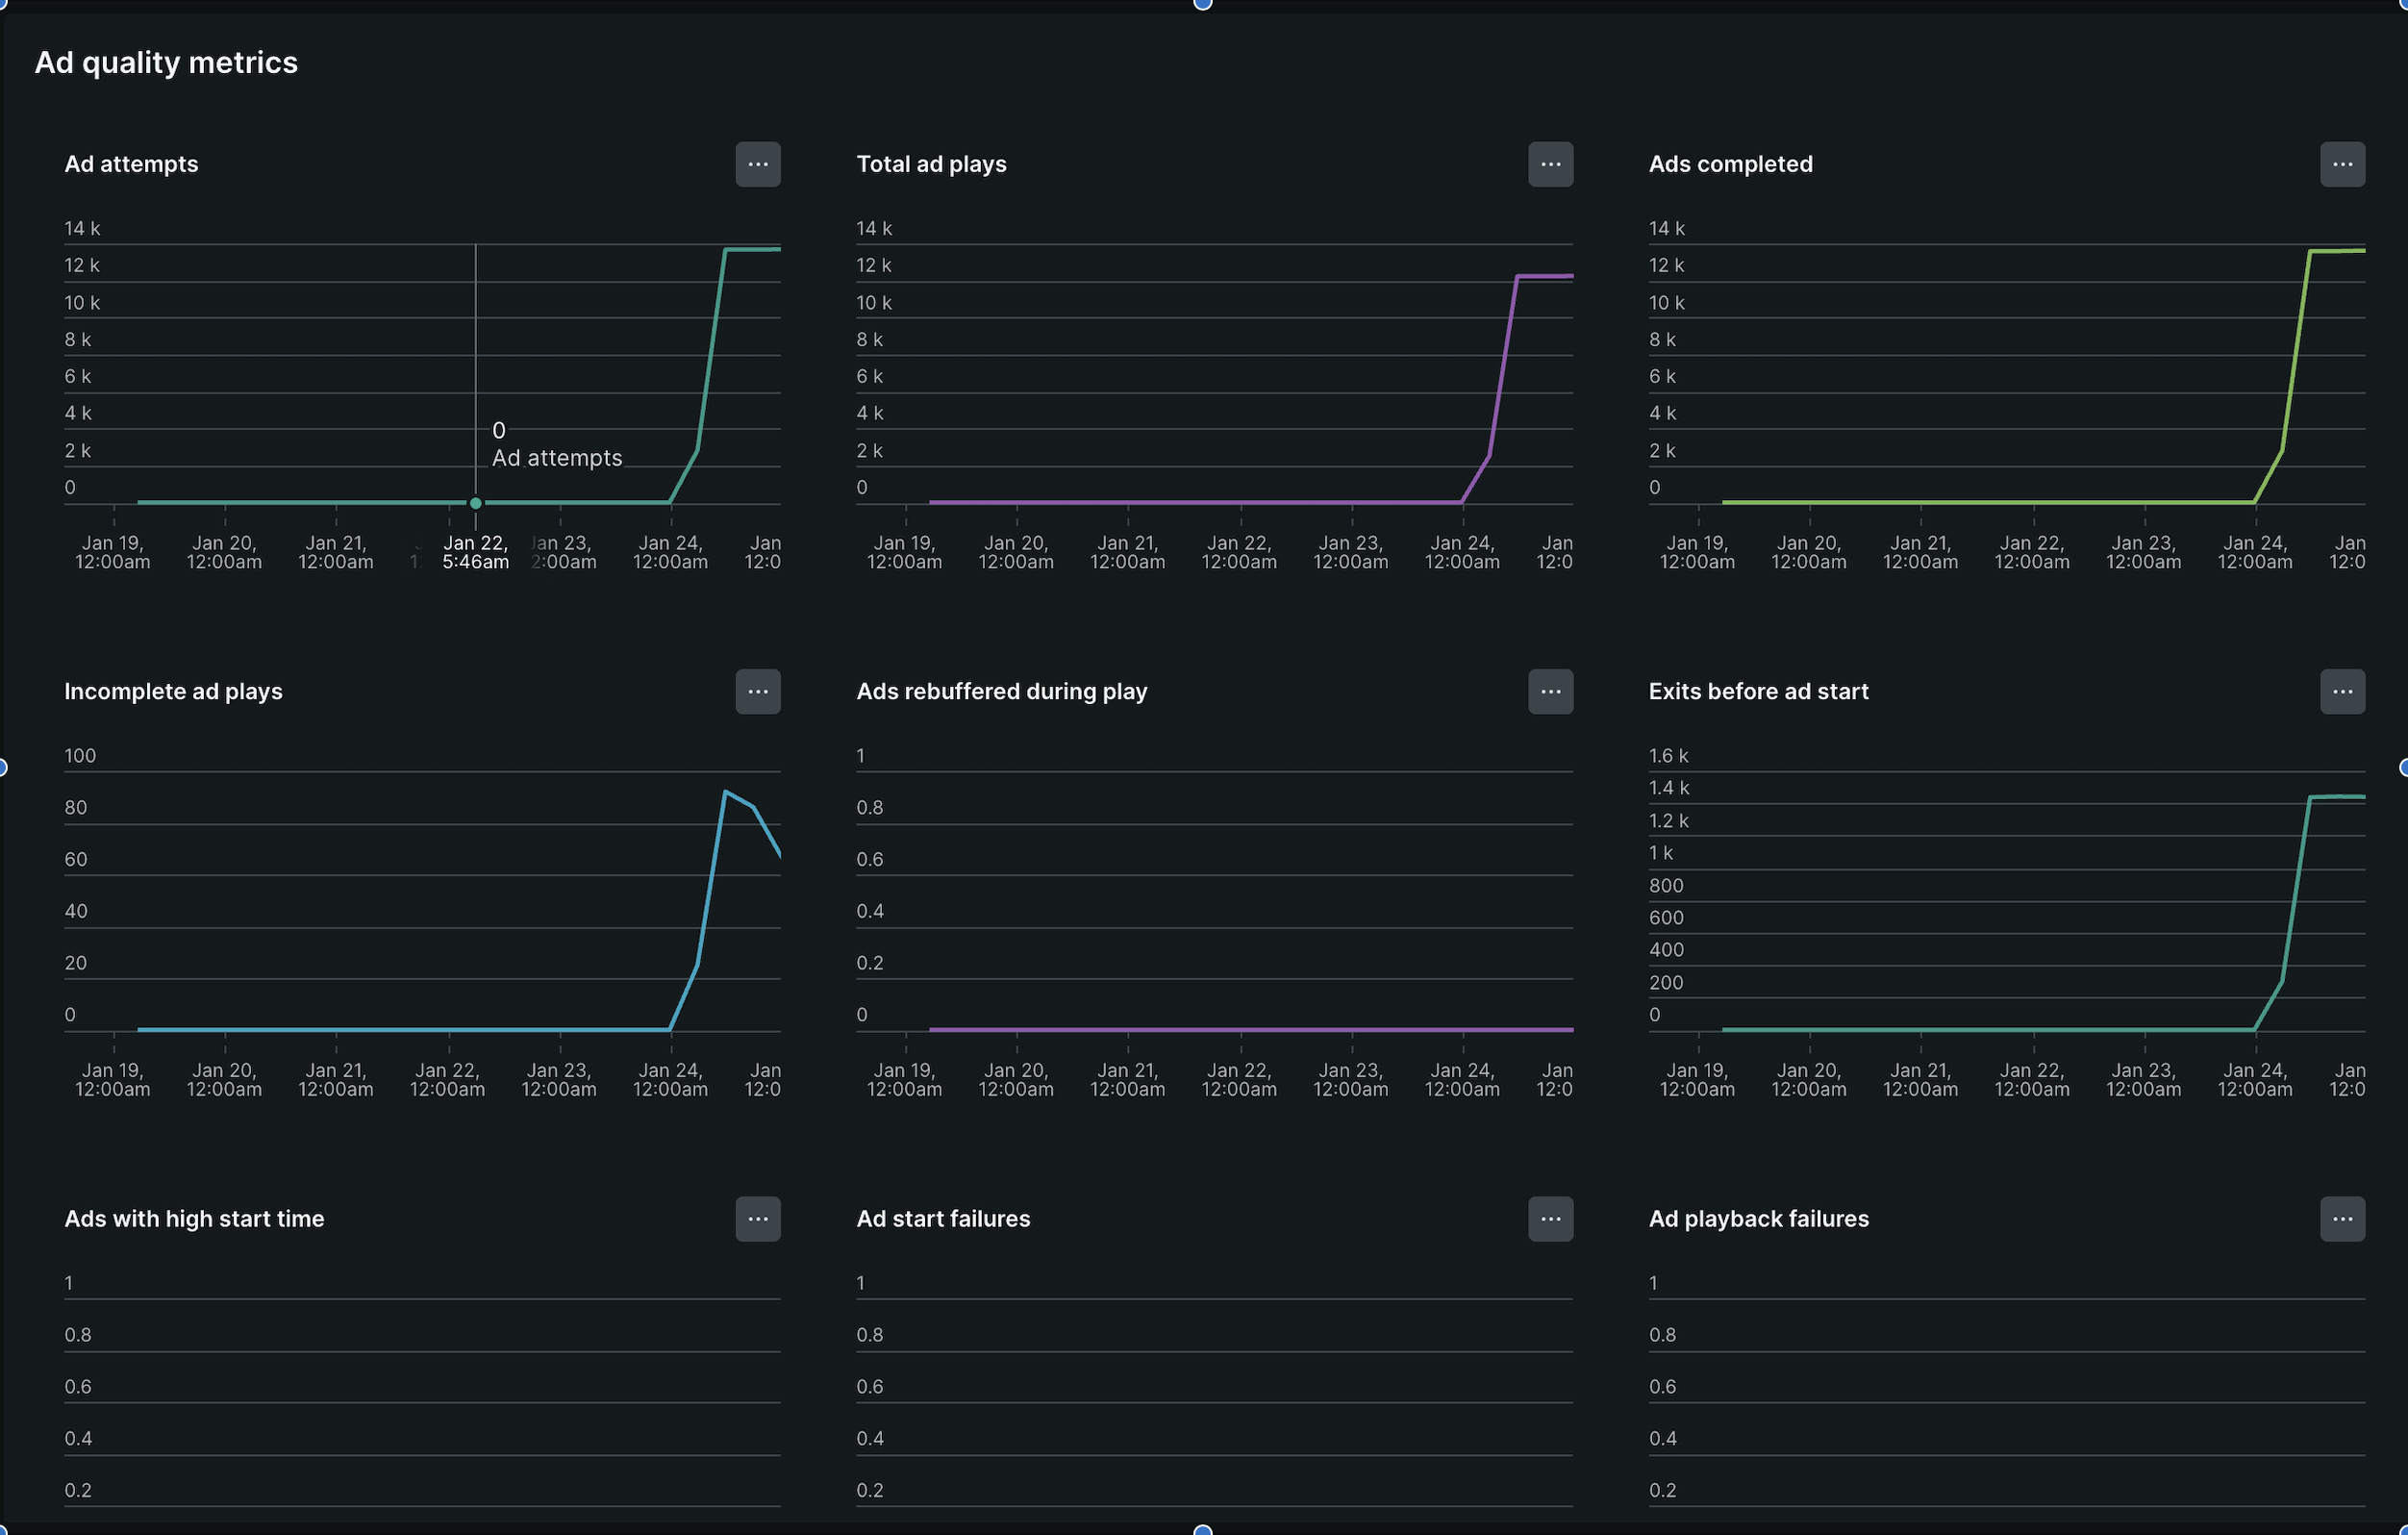 Ad quality metrics
Ad attempts
14 k
12 k
10 k
8 k
6 k
4 k
2 k
0
0
Ad attempts
Jan 19, 12:00am
Jan 20, 12:00am
Jan 21, 12:00am
Jan 22, 5:46am
Jan 23, 2:00am
Jan 24, 12:00am
Jan 12:0
Total ad plays
14 k
12 k
10 k
8 k
6 k
4 k
2 k
0
Jan 19, 12:00am
Jan 20, 12:00am
Jan 21, 12:00am
Jan 22, 12:00am
Jan 23, 12:00am
Jan 24, 12:00am
Jan 12:0
Ads completed
14 k
12 k
10 k
8 k
6 k
4 k
2 k
0
Jan 19, 12:00am
Jan 20, 12:00am
Jan 21, 12:00am
Jan 22, 12:00am
Jan 23, 12:00am
Jan 24, 12:00am
Jan 12:0
Incomplete ad plays
100
80
60
40
20
0
Jan 19, 12:00am
Jan 20, 12:00am
Jan 21, 12:00am
Jan 22, 12:00am
Jan 23, 12:00am
Jan 24, 12:00am
Jan 12:0
Ads rebuffered during play
1
0.8
0.6
0.4
0.2
0
Jan 19, 12:00am
Jan 20, 12:00am
Jan 21, 12:00am
Jan 22, 12:00am
Jan 23, 12:00am
Jan 24, 12:00am
Jan 12:0
Exits before ad start
1.6 k
1.4 k
1.2 k
1 k
800
600
400
200
0
Jan 19, 12:00am
Jan 20, 12:00am
Jan 21, 12:00am
Jan 22, 12:00am
Jan 23, 12:00am
Jan 24, 12:00am
Jan 12:0
Ads with high start time
1
0.8
0.6
0.4
0.2
Ad start failures
1
0.8
0.6
0.4
0.2
Ad playback failures
1
0.8
0.6
0.4
0.2